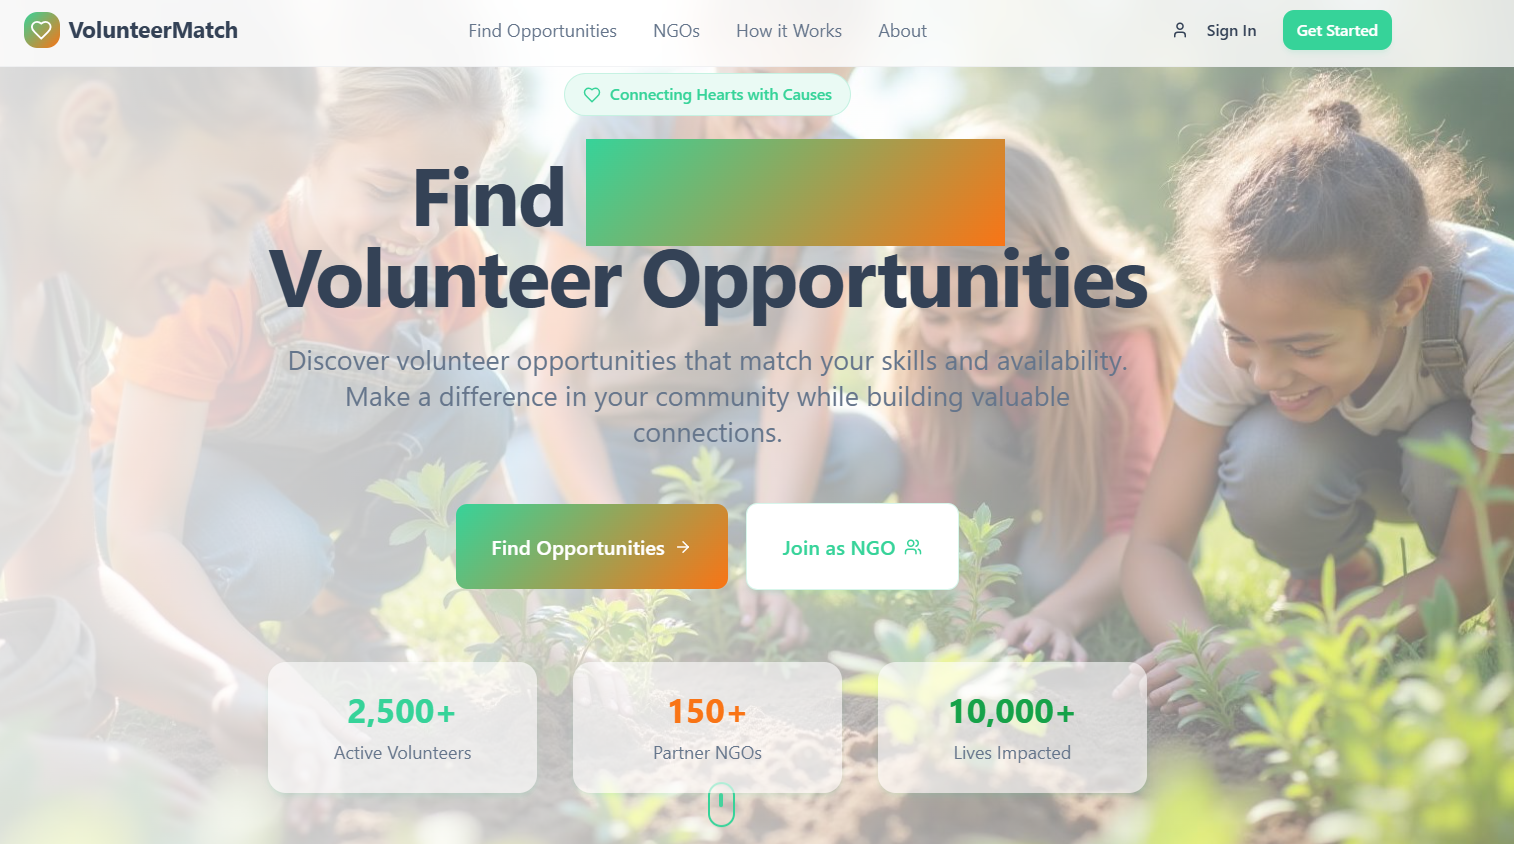 VolunteerMatch
Find Opportunities
NGOs
How it Works
About
Sign In
Get Started
Connecting Hearts with Causes
Find
Volunteer Opportunities
Discover volunteer opportunities that match your skills and availability.
Make a difference in your community while building valuable
connections.
Find Opportunities
Join as NGO
2,500+
Active Volunteers
150+
Partner NGOs
10,000+
Lives Impacted